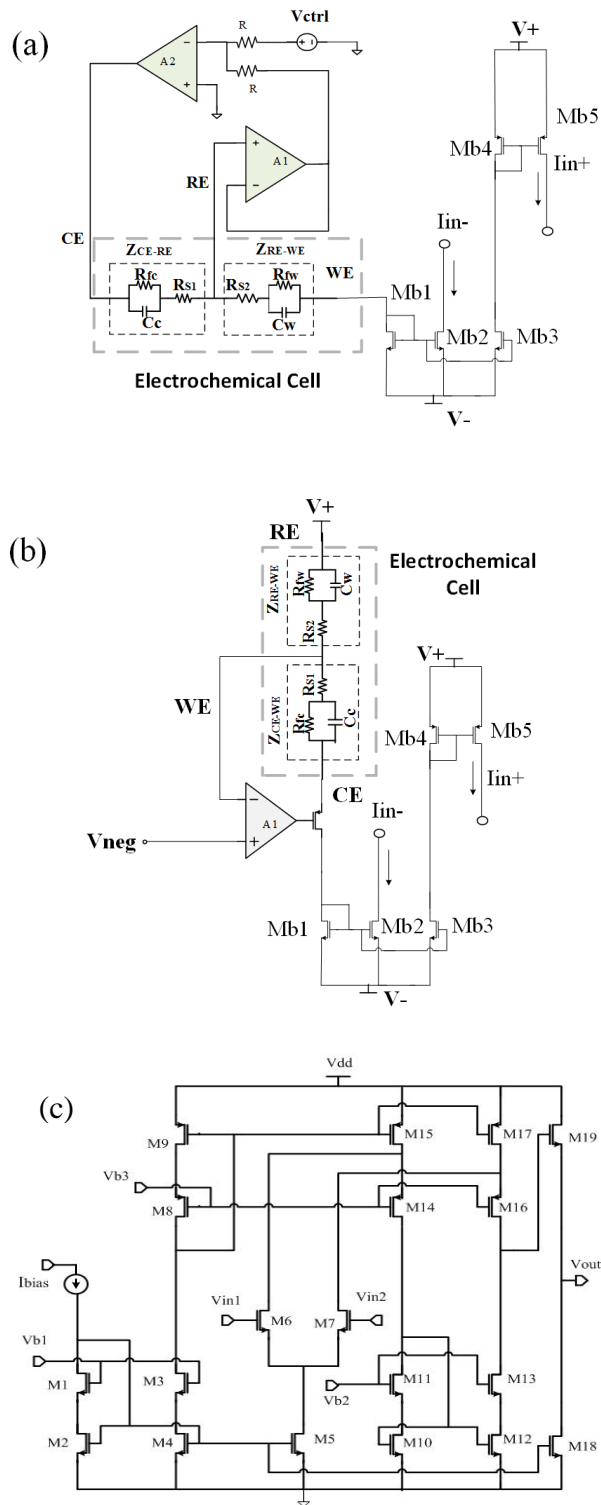 (a)
Vctrl
R
A2
R
A1
RE
CE
ZCE-RE
ZRE-WE
WE
Rfc
Rs1
Cc
Rs2
Rfw
Cw
Electrochemical Cell
V+
Mb4
Mb5
Iin+
Iin-
Mb1
Mb2
Mb3
V-
(b)
V+
RE
Electrochemical
Cell
ZRE-WE
Rfw
Cw
Rs2
WE
ZCE-WE
Rs1
Rfc
Cc
CE
A1
Vneg
V+
Mb4
Mb5
Iin+
Iin-
Mb1
Mb2
Mb3
V-
(c)
Vdd
M9
M15
M17
M19
Vb3
M8
M14
M16
Ibias
Vin1
M6
M7
Vin2
Vout
Vb1
M1
M3
Vb2
M11
M13
M2
M4
M5
M10
M12
M18